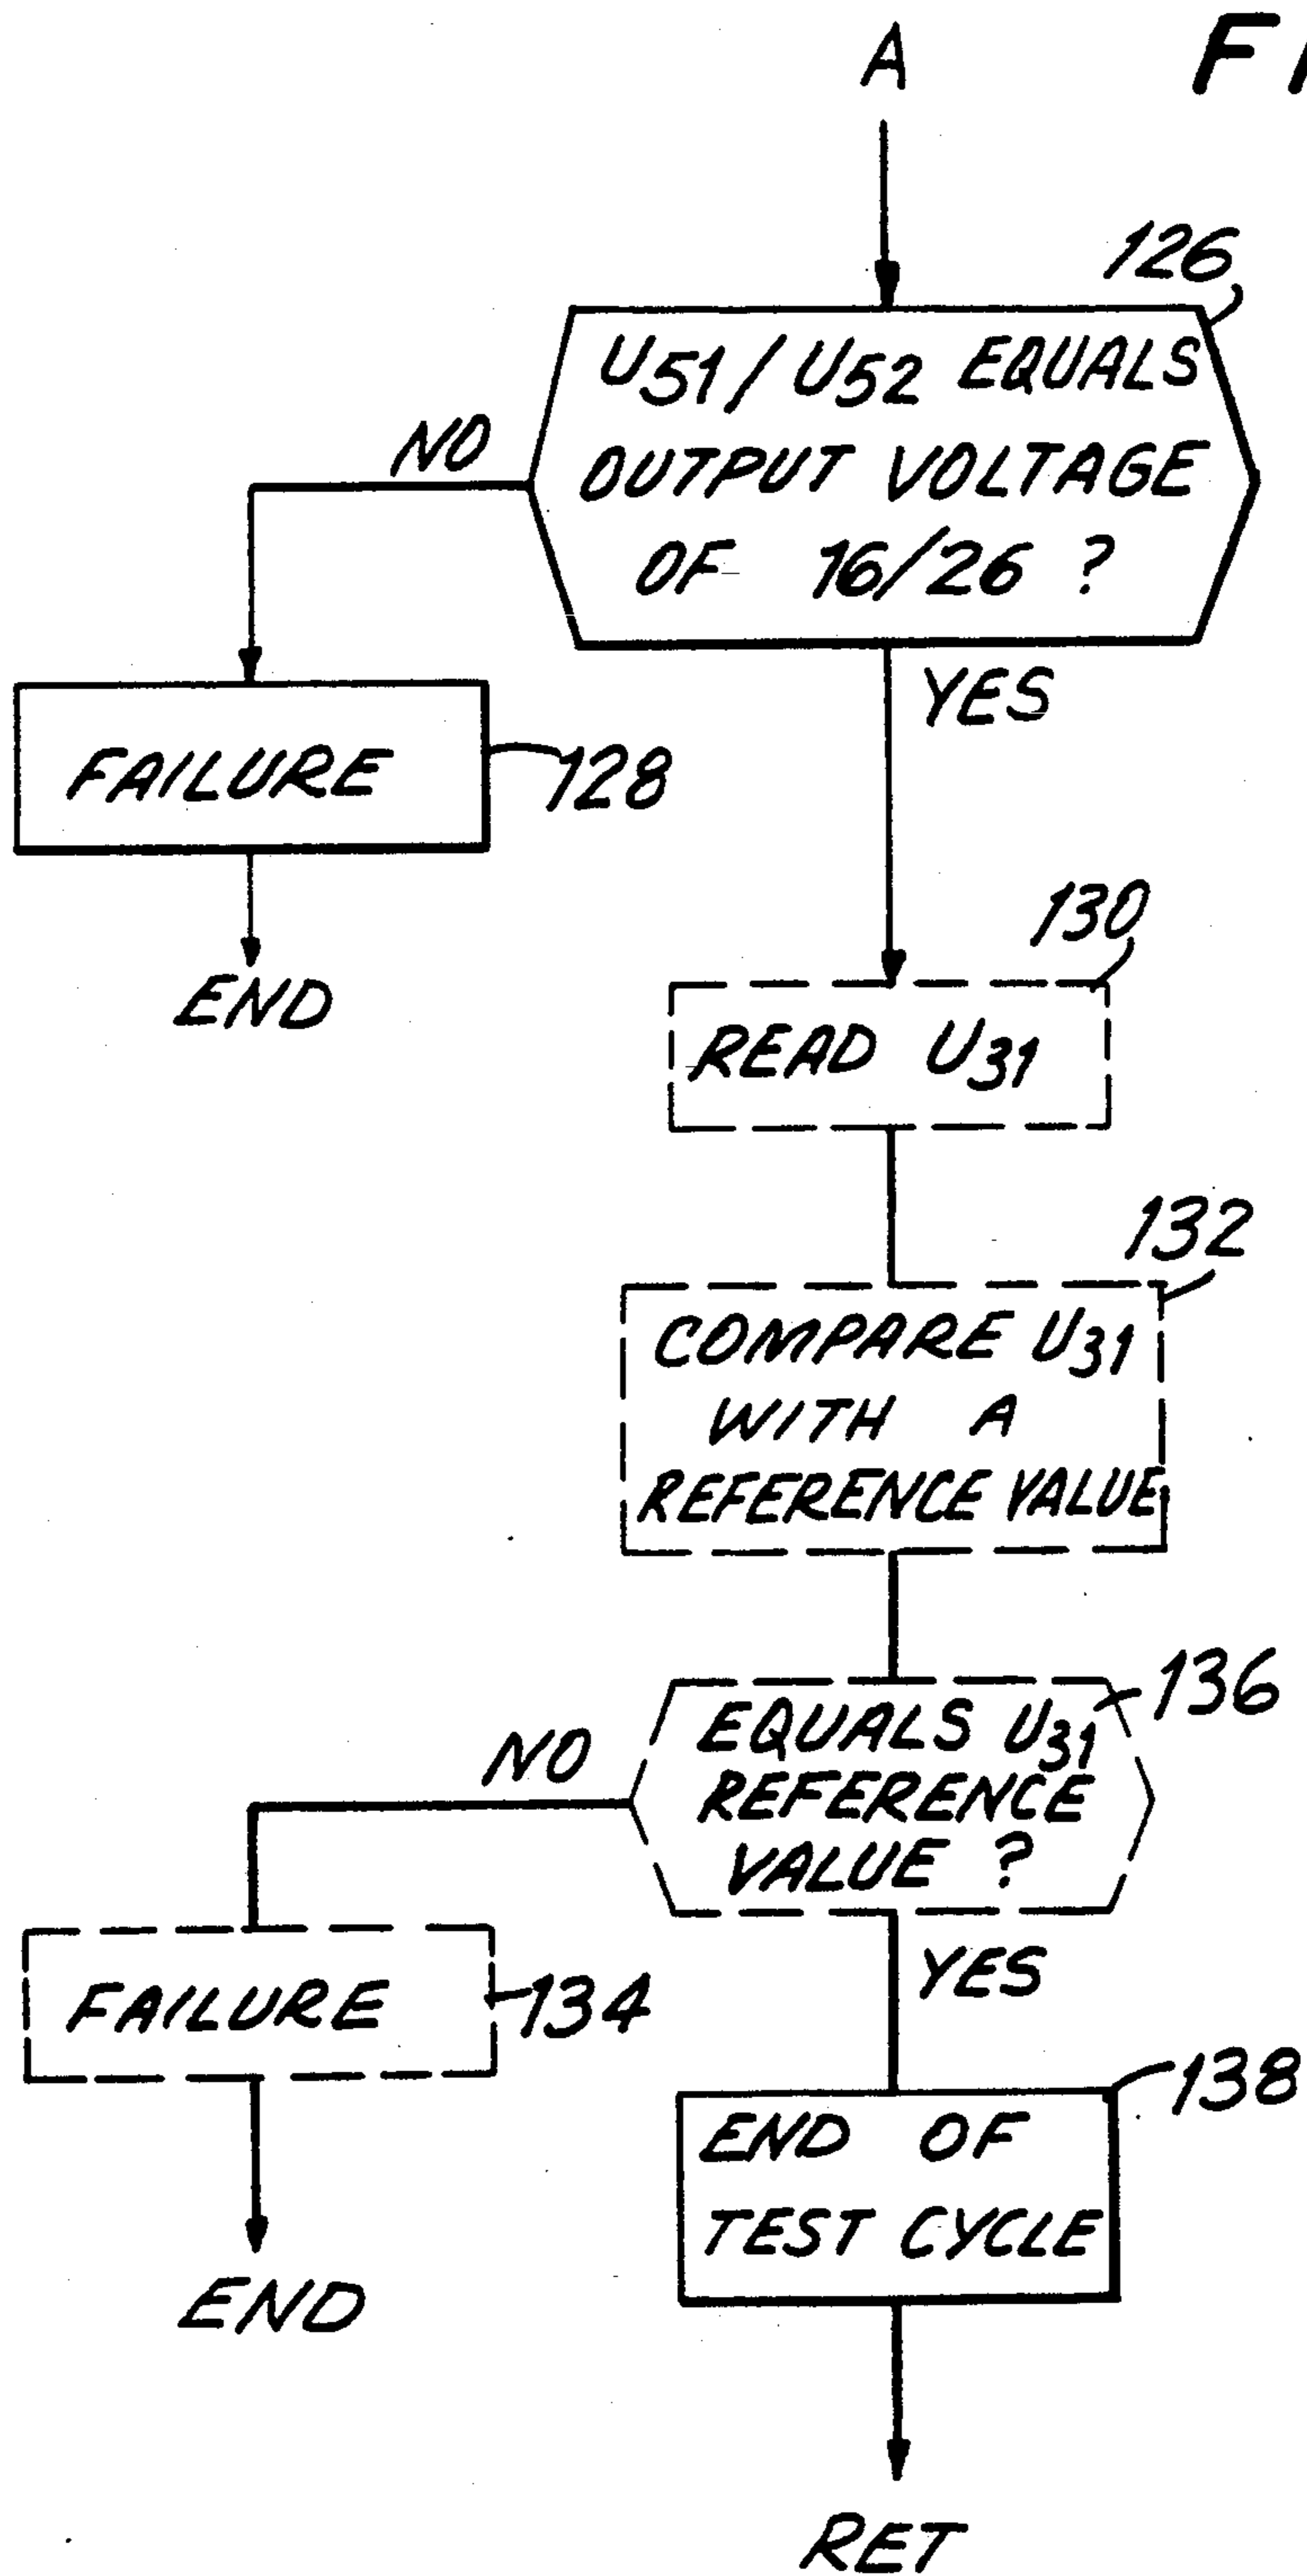 A
126
U51/U52 EQUALS
OUTPUT VOLTAGE
OF 16/26 ?
NO
YES
FAILURE
128
END
130
READ U31
132
COMPARE U31
WITH A
REFERENCE VALUE
136
EQUALS U31
REFERENCE
VALUE ?
NO
YES
FAILURE
134
END
138
END OF
TEST CYCLE
RET